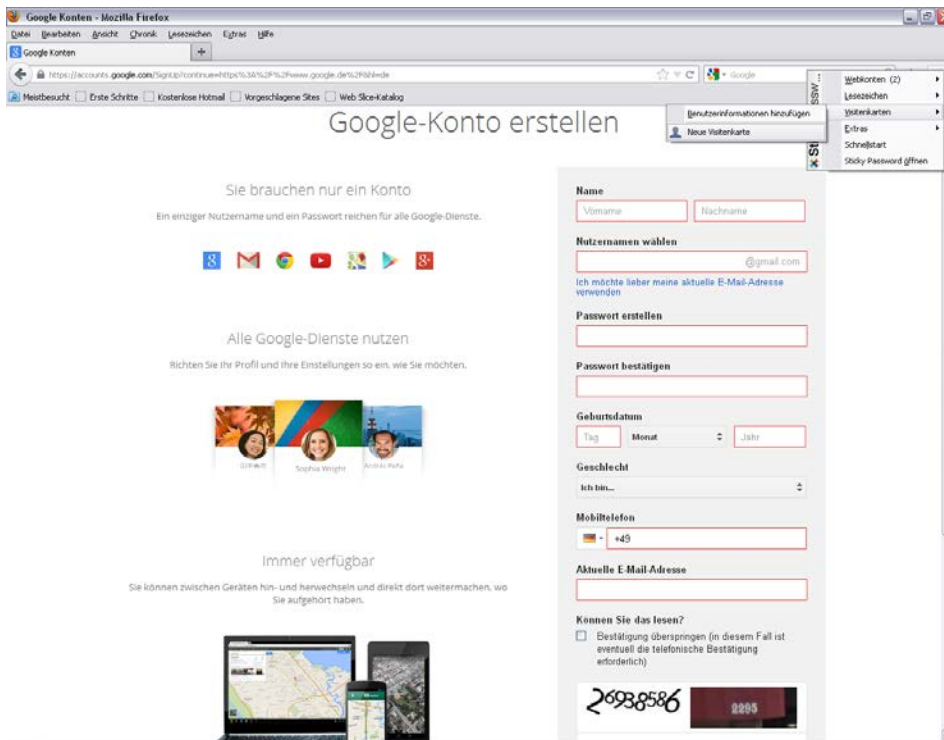 Google Konten - Mozilla Firefox
Datei Bearbeiten Ansicht Chronik Lesezeichen Extras Hilfe
Google Konten
https://accounts.google.com/SignUp?continue=https%3A%2F%2Fwww.google.de%2F&hl=de
Google
Meistbesucht Erste Schritte Kostenlose Hotmail Vorgeschlagene Sites Web Slice-Katalog
Webkonten (2)
Lesezeichen
Visitenkarten
Extras
Schnellstart
Sticky Password öffnen
Benutzerinformationen hinzufügen
Neue Visitenkarte
Google-Konto erstellen
Sie brauchen nur ein Konto
Ein einziger Nutzername und ein Passwort reichen für alle Google-Dienste.
Alle Google-Dienste nutzen
Richten Sie Ihr Profil und Ihre Einstellungen so ein, wie Sie möchten.
Sophia Wright
Immer verfügbar
Sie können zwischen Geräten hin- und herwechseln und direkt dort weitermachen, wo
Sie aufgehört haben.
Name
Vorname Nachname
Nutzernamen wählen
@gmail.com
Ich möchte lieber meine aktuelle E-Mail-Adresse
verwenden
Passwort erstellen
Passwort bestätigen
Geburtsdatum
Tag Monat Jahr
Geschlecht
Ich bin...
Mobiltelefon
+49
Aktuelle E-Mail-Adresse
Können Sie das lesen?
Bestätigung überspringen (in diesem Fall ist
eventuell die telefonische Bestätigung
erforderlich)
26938586 2295